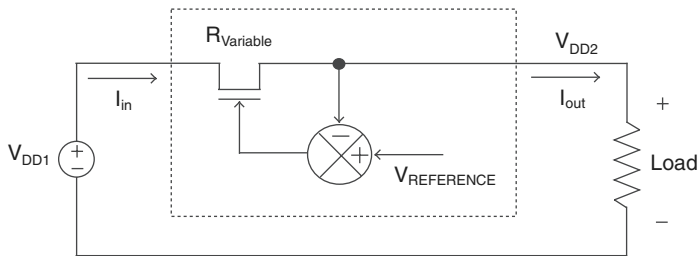 R_Variable
V_DD2
I_in
I_out
+
V_DD1
+
−
−
+
V_REFERENCE
Load
−